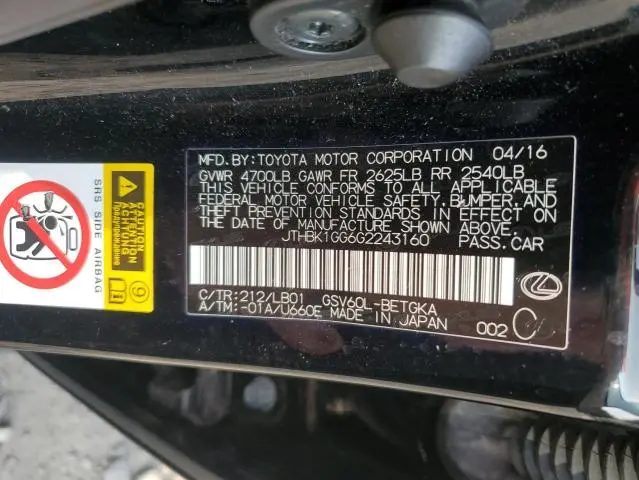 MFD.BY:TOYOTA MOTOR CORPORATION 04/16
GVWR 4700LB GAWR FR 2625LB RR 2540LB
THIS VEHICLE CONFORMS TO ALL APPLICABLE
FEDERAL MOTOR VEHICLE SAFETY,BUMPER,AND
THEFT PREVENTION STANDARDS IN EFFECT ON
THE DATE OF MANUFACTURE SHOWN ABOVE.
JTHBK1GG6G2243160 PASS.CAR
C/TR:212/LB01 GSV60L-BETGKA
A/TM:-01A/U660E MADE IN JAPAN 002 C
SRS SIDE AIRBAG
ATTENTION
CAUTION
9